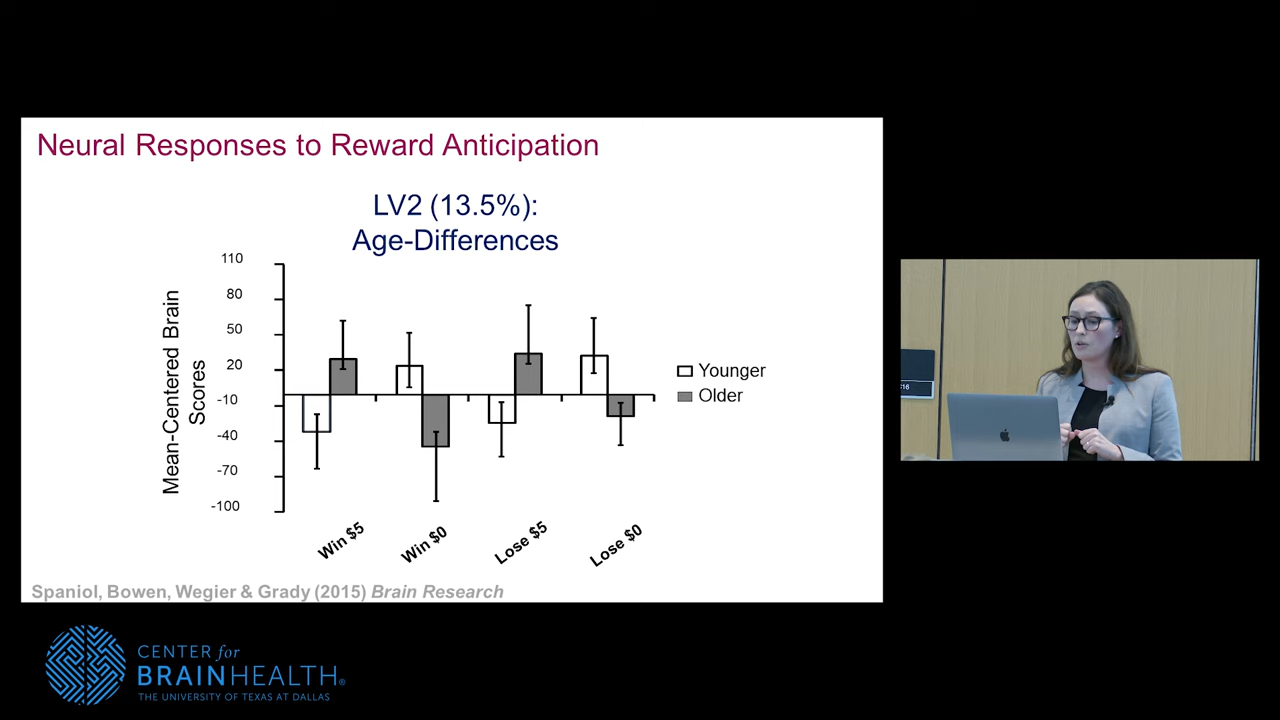 Neural Responses to Reward Anticipation
LV2 (13.5%):
Age-Differences
110
80
50
20
-10
-40
-70
-100
Mean-Centered Brain
Scores
Win $5
Win $0
Lose $5
Lose $0
Younger
Older
Spaniol, Bowen, Wegier & Grady (2015) Brain Research
CENTER for
BRAINHEALTH®
THE UNIVERSITY OF TEXAS AT DALLAS